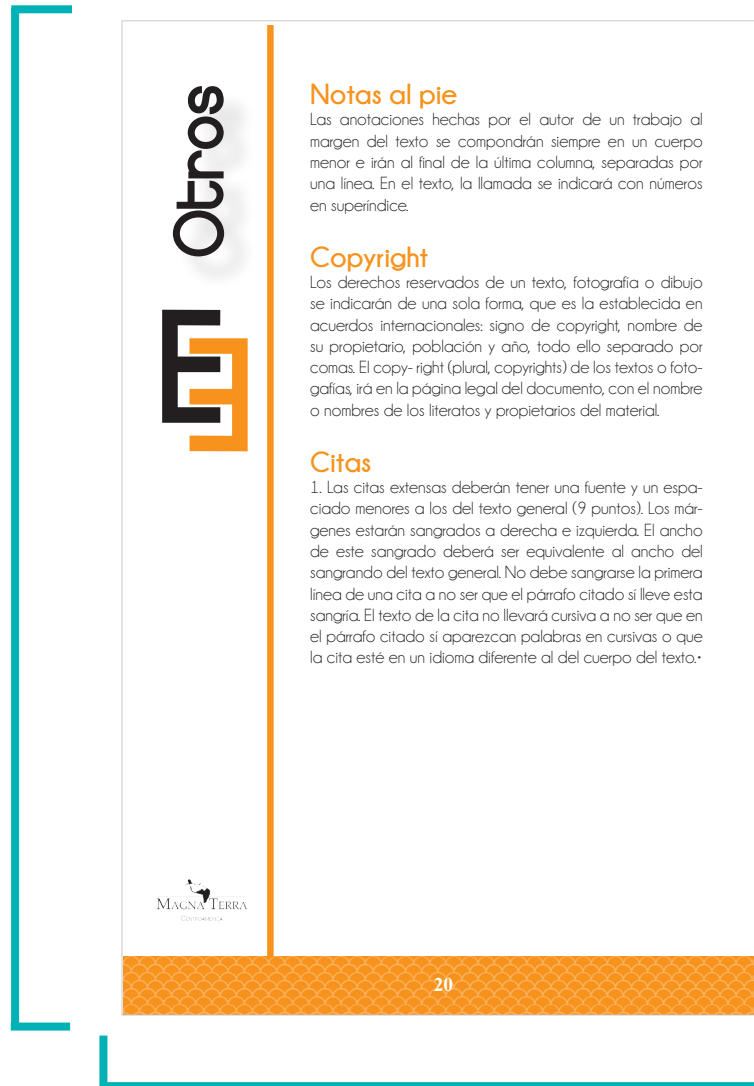 Otros
Notas al pie
Las anotaciones hechas por el autor de un trabajo al
margen del texto se compondrán siempre en un cuerpo
menor e irán al final de la última columna, separadas por
una línea. En el texto, la llamada se indicará con números
en superíndice.
Copyright
Los derechos reservados de un texto, fotografía o dibujo
se indicarán de una sola forma, que es la establecida en
acuerdos internacionales: signo de copyright, nombre de
su propietario, población y año, todo ello separado por
comas. El copy- right (plural, copyrights) de los textos o foto-
gafías, irá en la página legal del documento, con el nombre
o nombres de los literatos y propietarios del material.
Citas
1. Las citas extensas deberán tener una fuente y un espa-
ciado menores a los del texto general (9 puntos). Los már-
genes estarán sangrados a derecha e izquierda. El ancho
de este sangrado deberá ser equivalente al ancho del
sangrando del texto general. No debe sangrarse la primera
línea de una cita a no ser que el párrafo citado sí lleve esta
sangría. El texto de la cita no llevará cursiva a no ser que en
el párrafo citado sí aparezcan palabras en cursivas o que
la cita esté en un idioma diferente al del cuerpo del texto.·
MAGNA TERRA
CENTROAMÉRICA
20